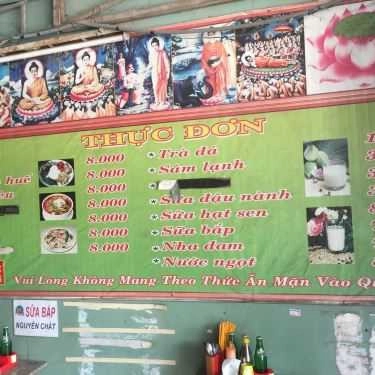 THỰC ĐƠN
huế 8.000 * Trà đá
8.000 * Sâm lạnh
8.000 *
8.000 * Sữa đậu nành
8.000 * Sữa hạt sen
8.000 * Sữa bắp
8.000 * Nha đam
* Nước ngọt
Vui Lòng Không Mang Theo Thức Ăn Mặn Vào
SỮA BẮP
NGUYÊN CHẤT